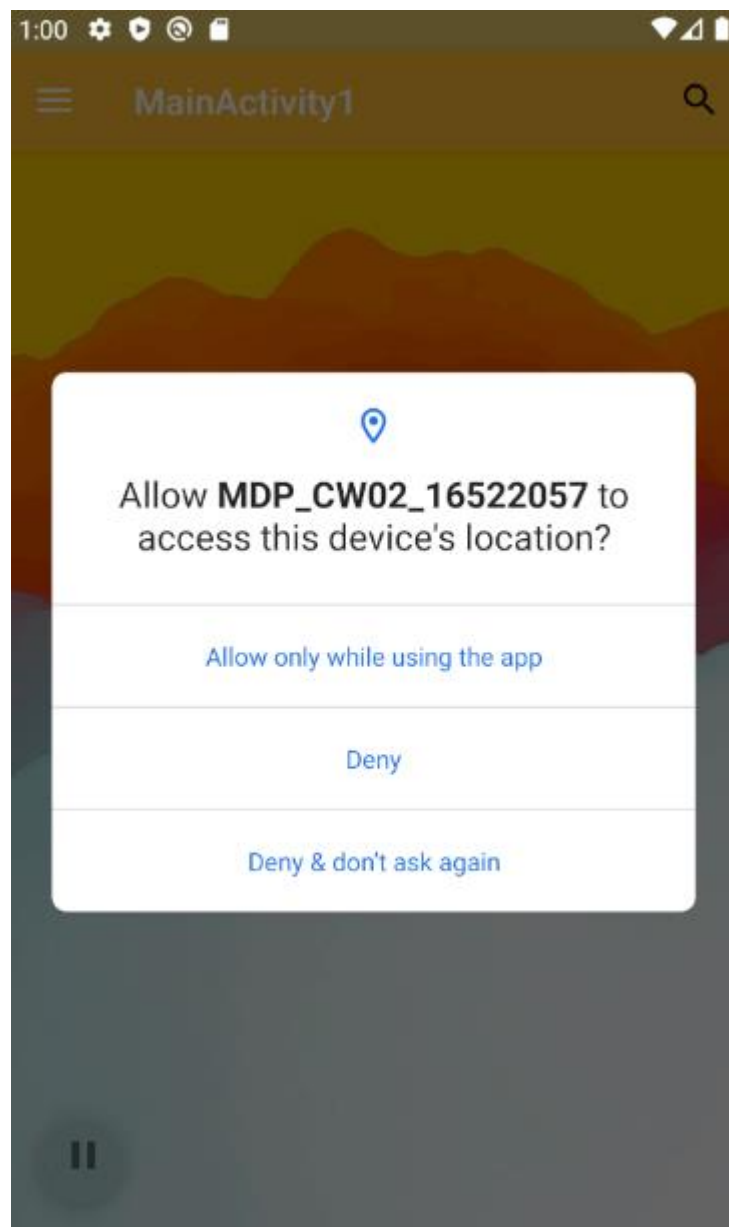 1:00
MainActivity1
Allow MDP_CW02_16522057 to
access this device's location?
Allow only while using the app
Deny
Deny & don't ask again